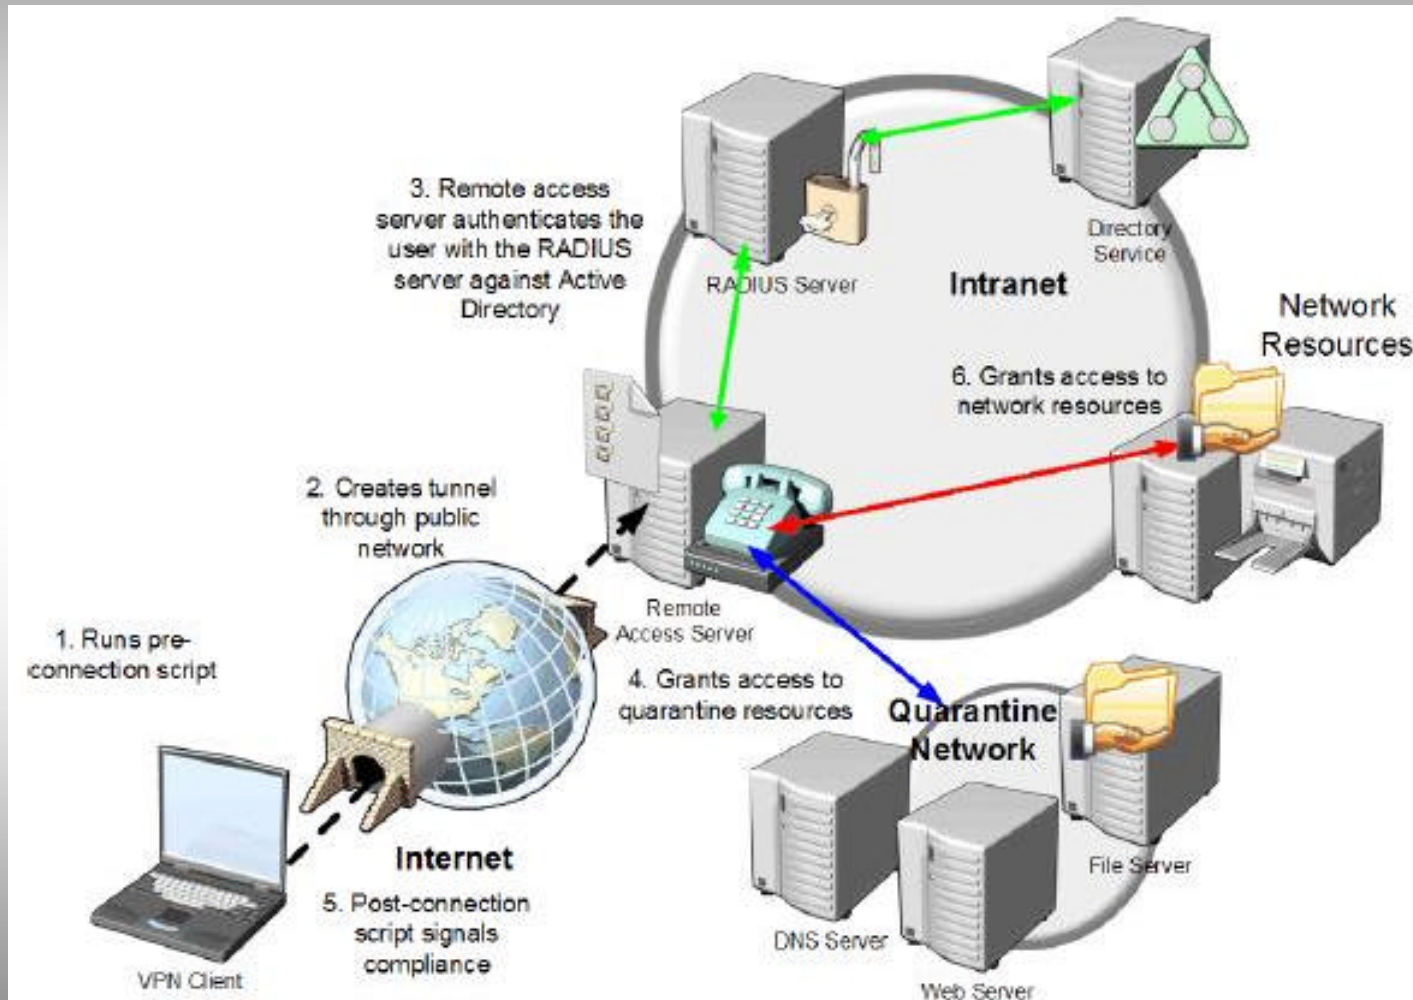 3. Remote access
server authenticates the
user with the RADIUS
server against Active
Directory
RADIUS Server
Directory
Service
Intranet
Network
Resources
6. Grants access to
network resources
2. Creates tunnel
through public
network
Remote
Access Server
1. Runs pre-
connection script
4. Grants access to
quarantine resources
Quarantine
Network
Internet
5. Post-connection
script signals
compliance
VPN Client
File Server
DNS Server
Web Server